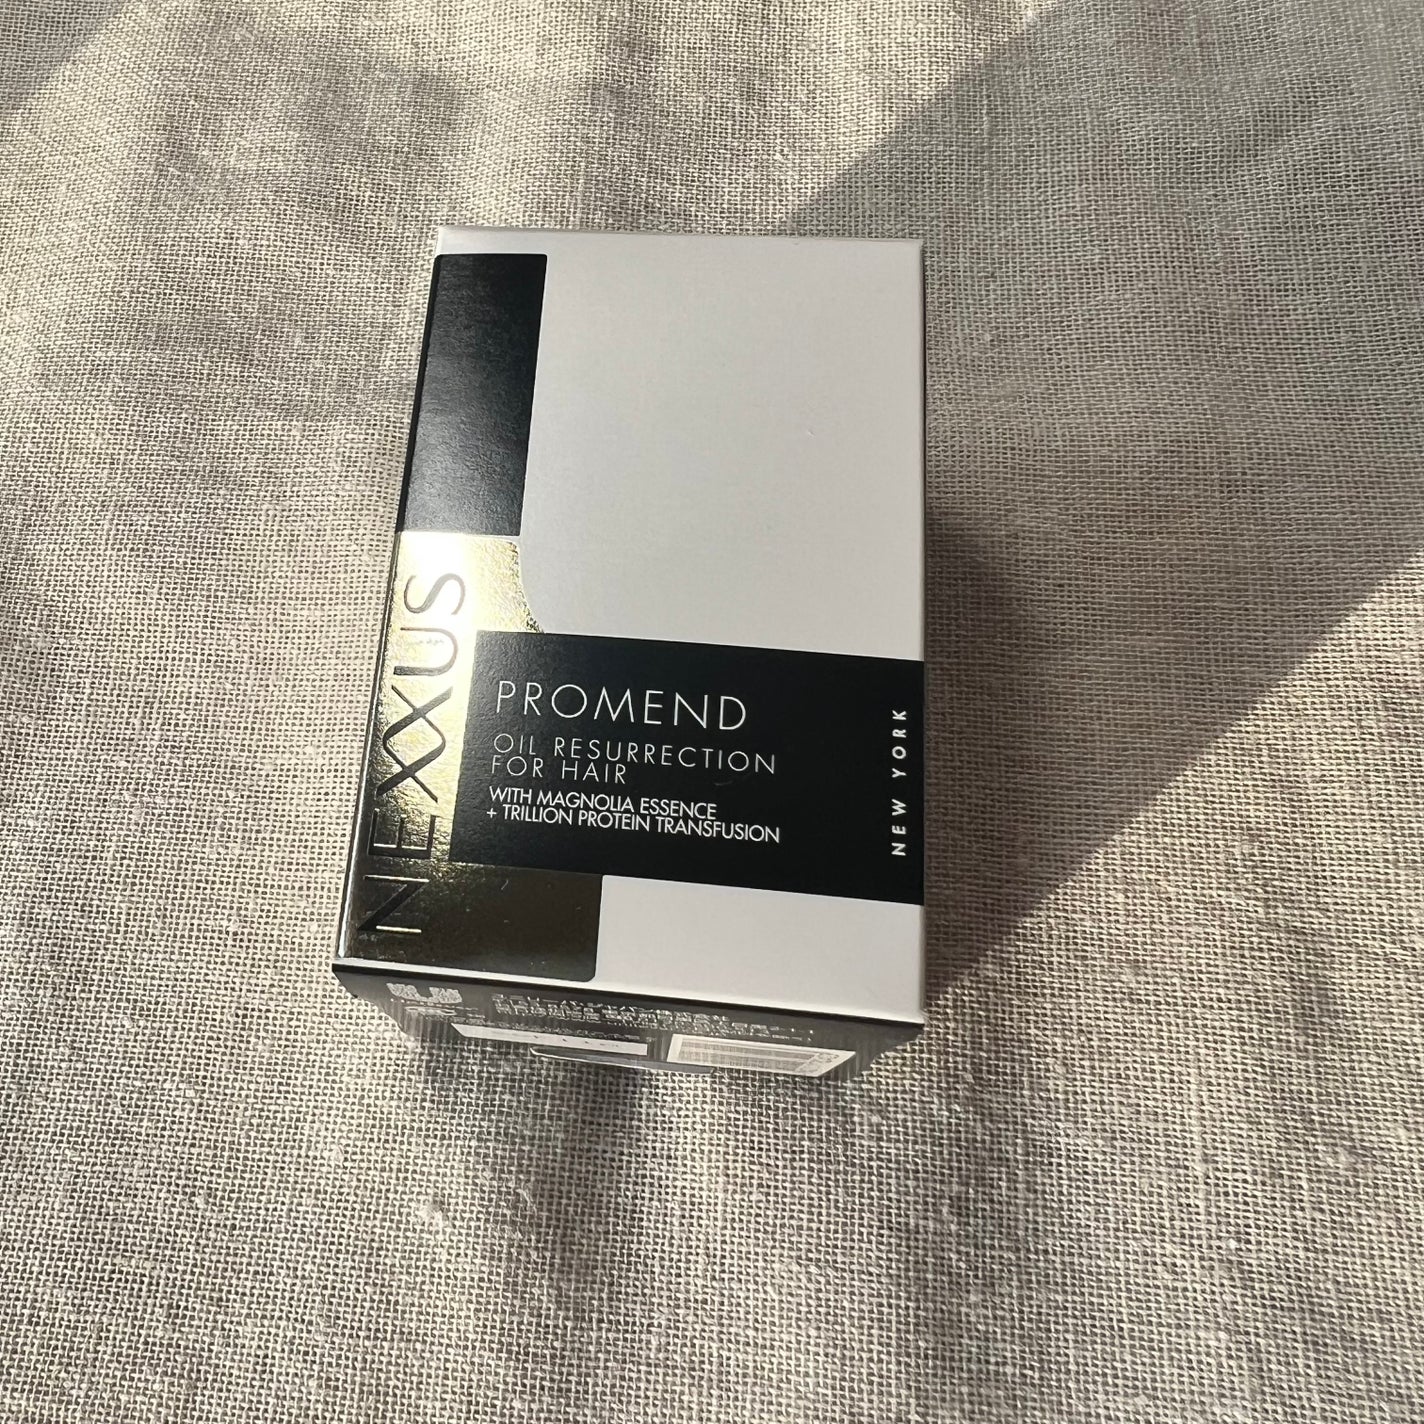 NEXXUS
PROMEND
OIL RESURRECTION
FOR HAIR
WITH MAGNOLIA ESSENCE
+ TRILLION PROTEIN TRANSFUSION
NEW YORK